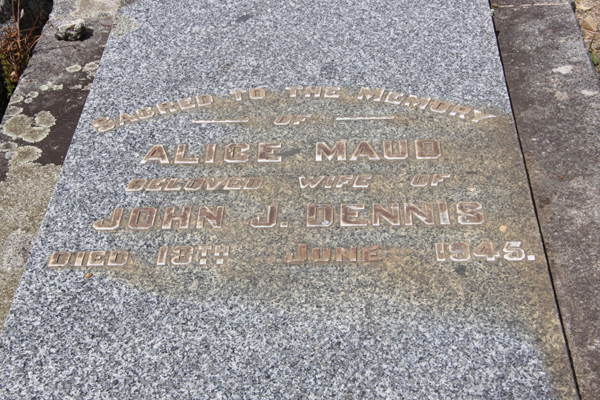 SACRED TO THE MEMORY
OF
ALICE MAUD
BELOVED WIFE OF
JOHN J. DENNIS
DIED 18TH JUNE 1945.